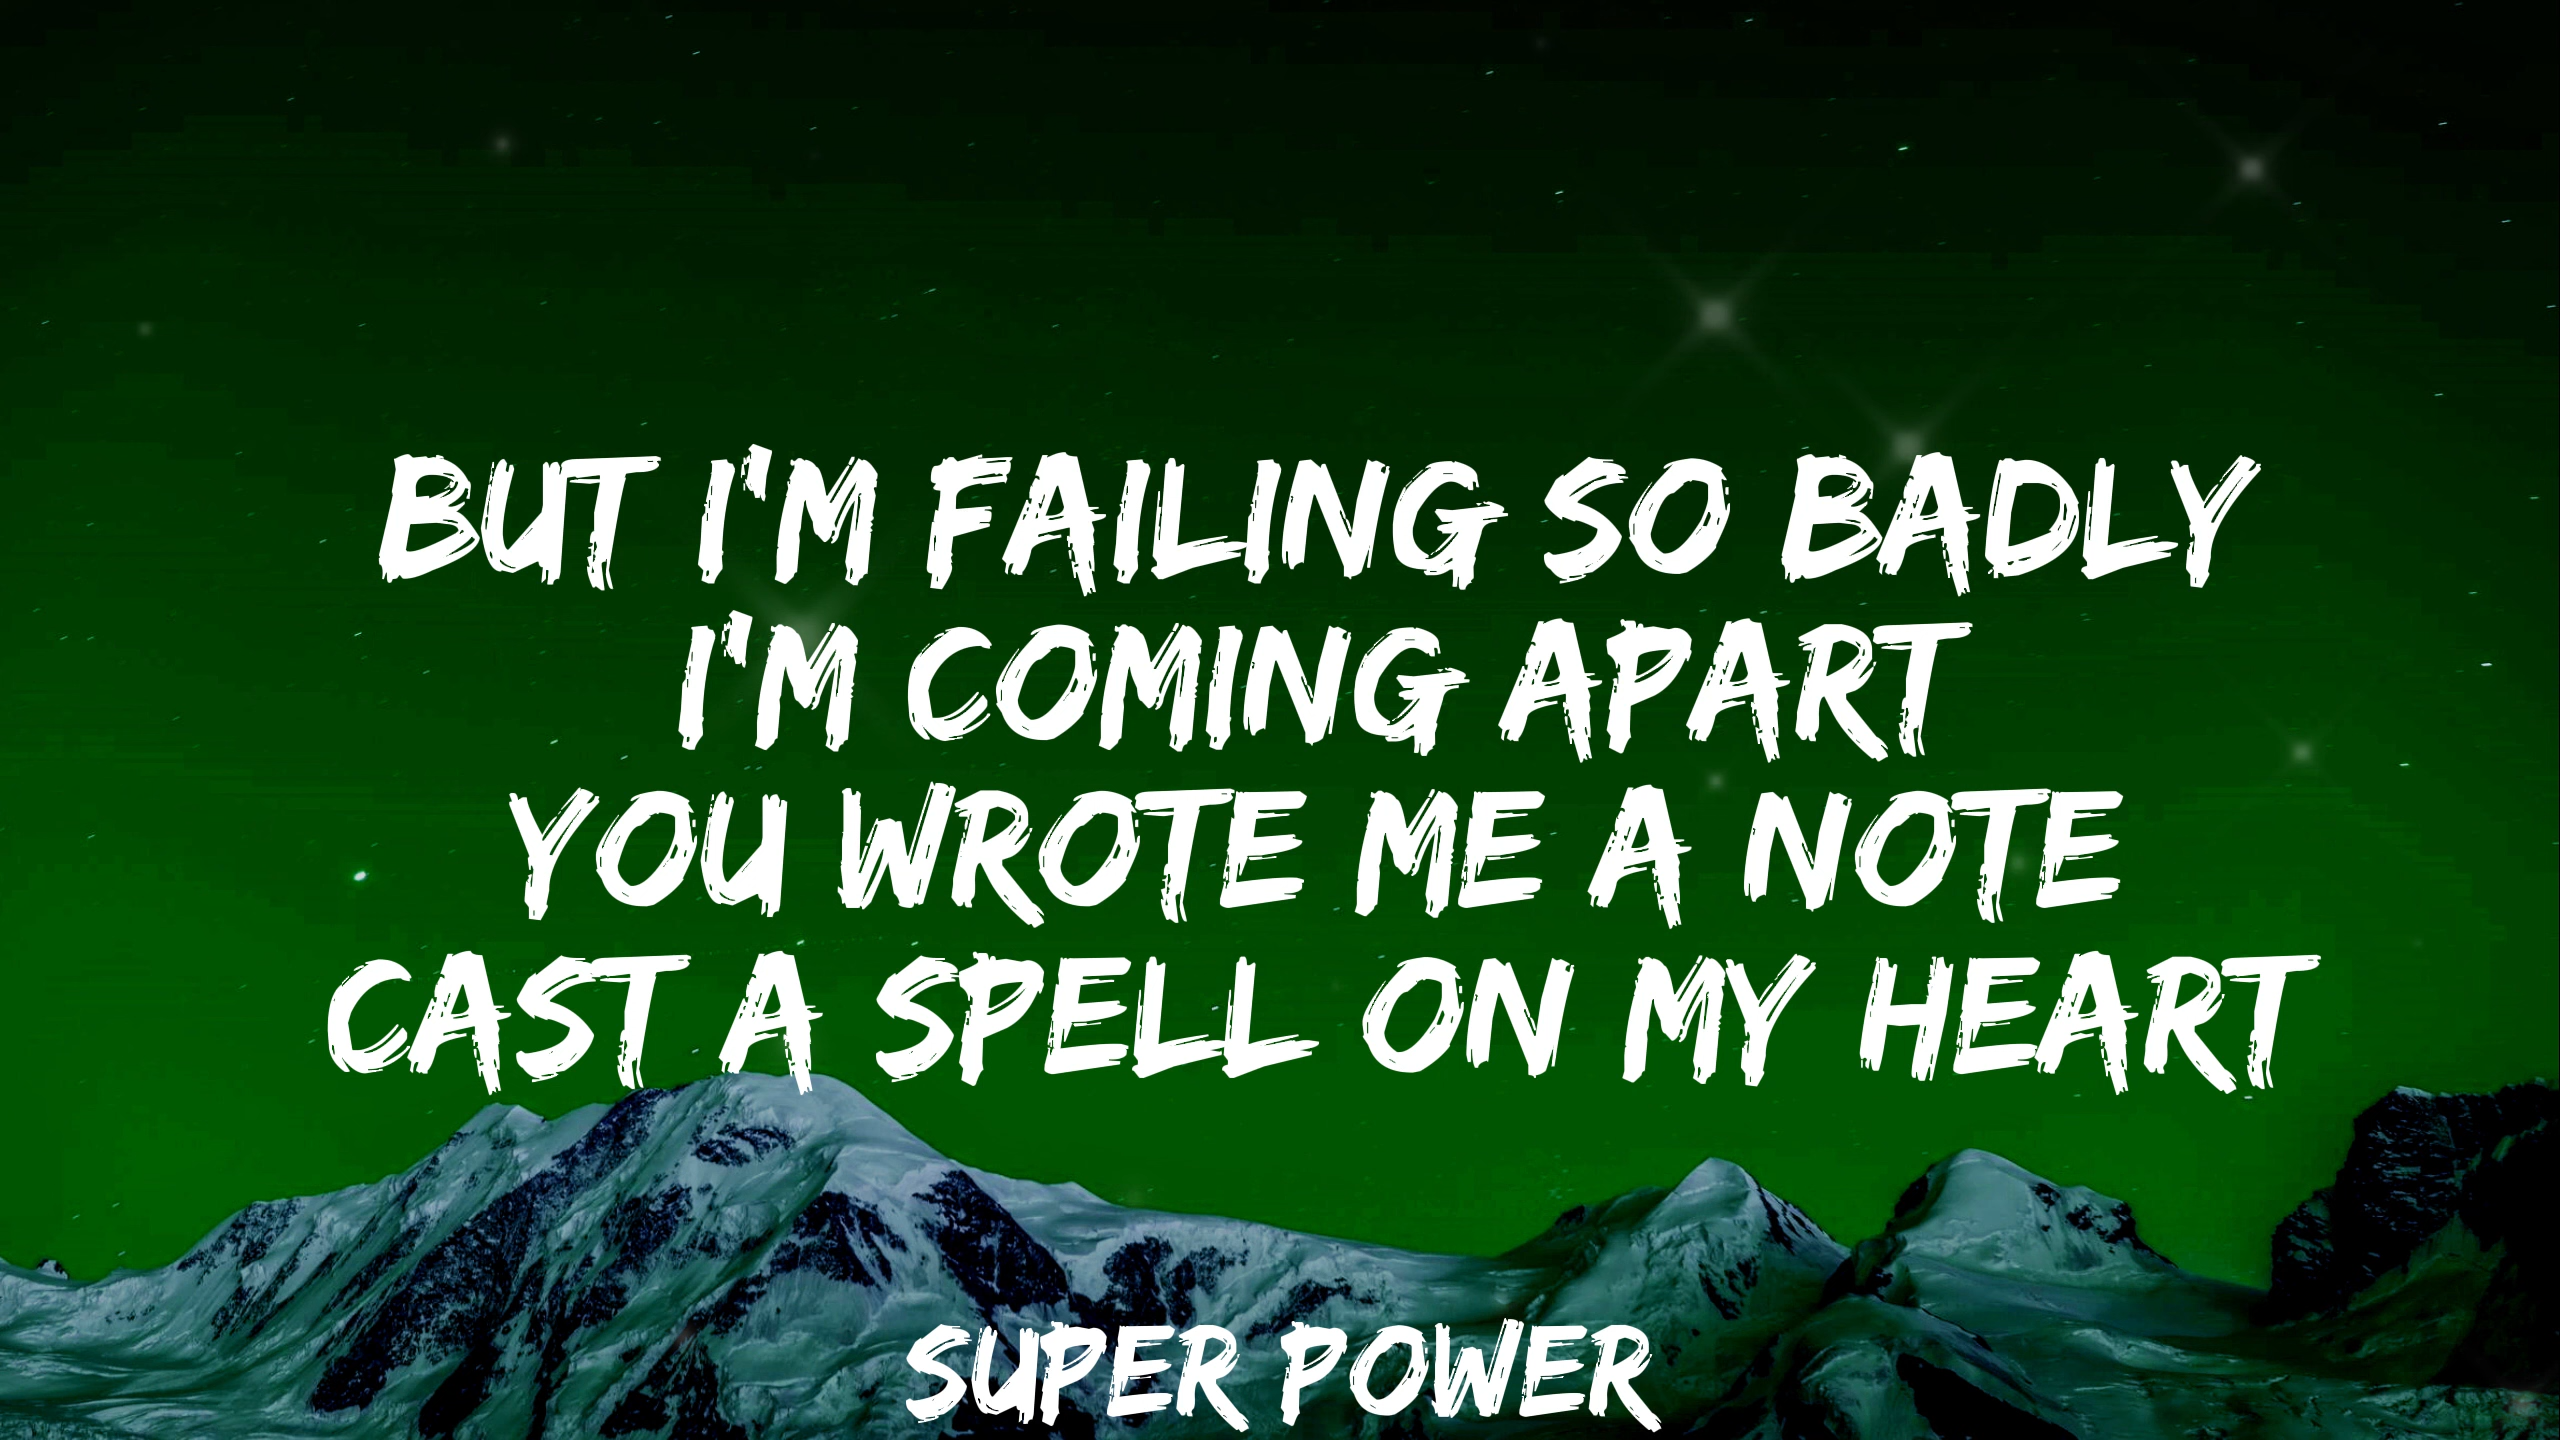 BUT I'M FAILING SO BADLY
I'M COMING APART
YOU WROTE ME A NOTE
CAST A SPELL ON MY HEART
SUPER POWER